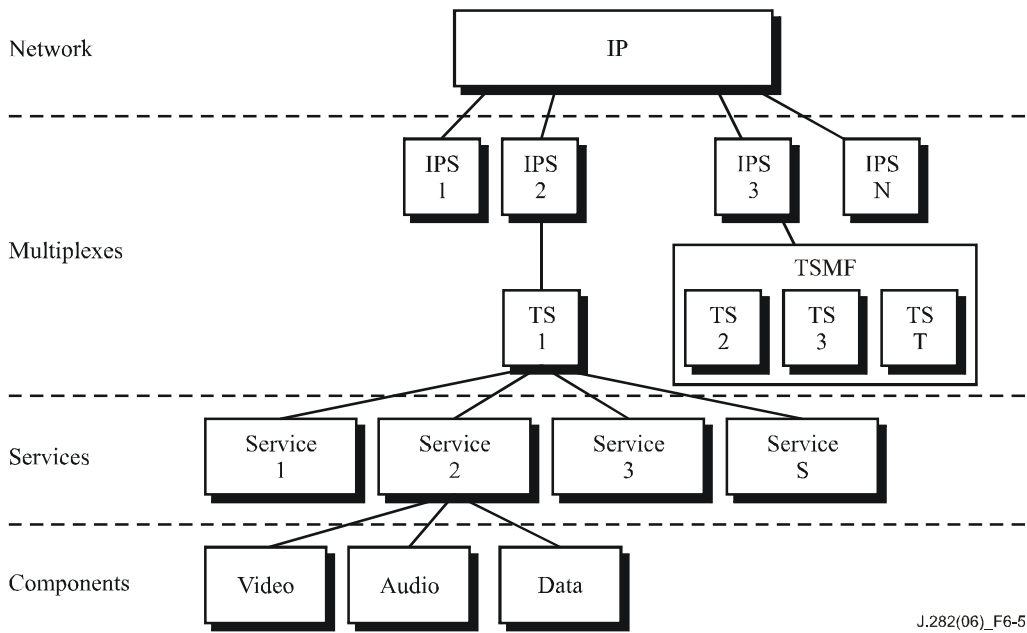 Network
IP
IPS
1
IPS
2
IPS
3
IPS
N
Multiplexes
TSMF
TS
1
TS
2
TS
3
TS
T
Services
Service
1
Service
2
Service
3
Service
S
Components
Video
Audio
Data
J.282(06)_F6-5